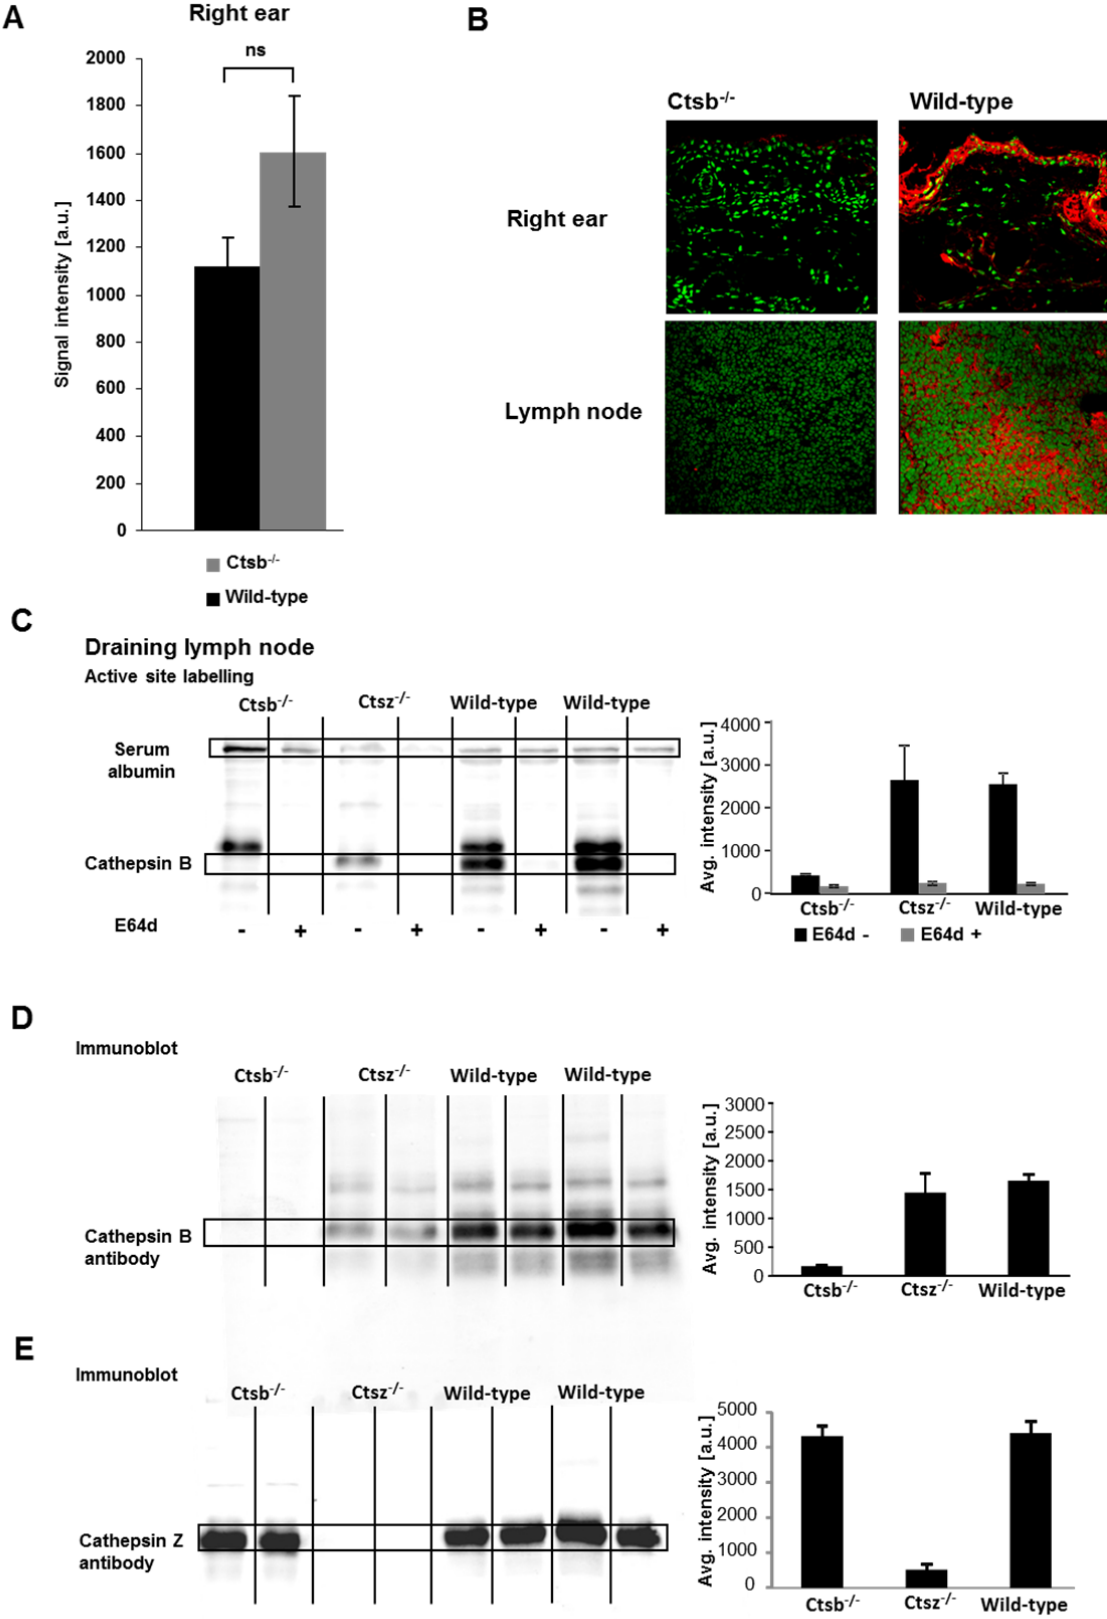 A
Right ear
ns
2000
1800
1600
1400
1200
1000
800
600
400
200
0
Signal intensity [a.u.]
Ctsb-/-
Wild-type
B
Ctsb-/-
Wild-type
Right ear
Lymph node
C
Draining lymph node
Active site labelling
Ctsb-/-
Ctsz-/-
Wild-type
Wild-type
Serum
albumin
Cathepsin B
E64d
- + - + - + - +
Avg. intensity [a.u.]
4000
3000
2000
1000
0
Ctsb-/-
Ctsz-/-
Wild-type
E64d -
E64d +
D
Immunoblot
Ctsb-/-
Ctsz-/-
Wild-type
Wild-type
Cathepsin B
antibody
Avg. intensity [a.u.]
3000
2500
2000
1500
1000
500
0
Ctsb-/-
Ctsz-/-
Wild-type
E
Immunoblot
Ctsb-/-
Ctsz-/-
Wild-type
Wild-type
Cathepsin Z
antibody
Avg. intensity [a.u.]
5000
4000
3000
2000
1000
0
Ctsb-/-
Ctsz-/-
Wild-type